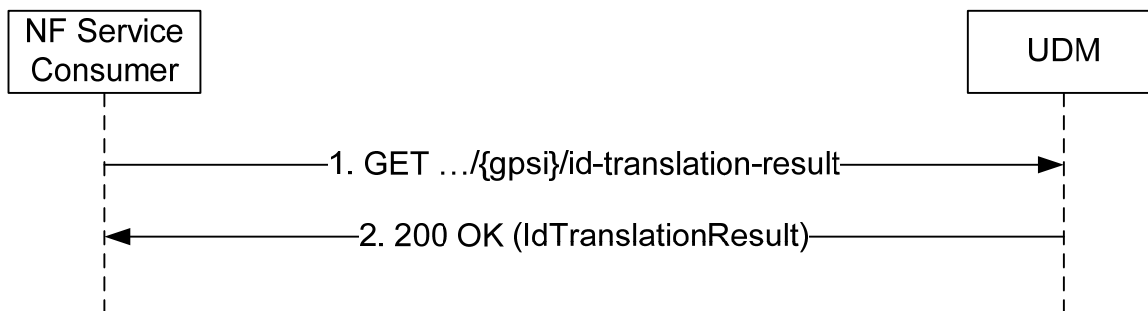 NF Service
Consumer
UDM
1. GET …/{gpsi}/id-translation-result
2. 200 OK (IdTranslationResult)